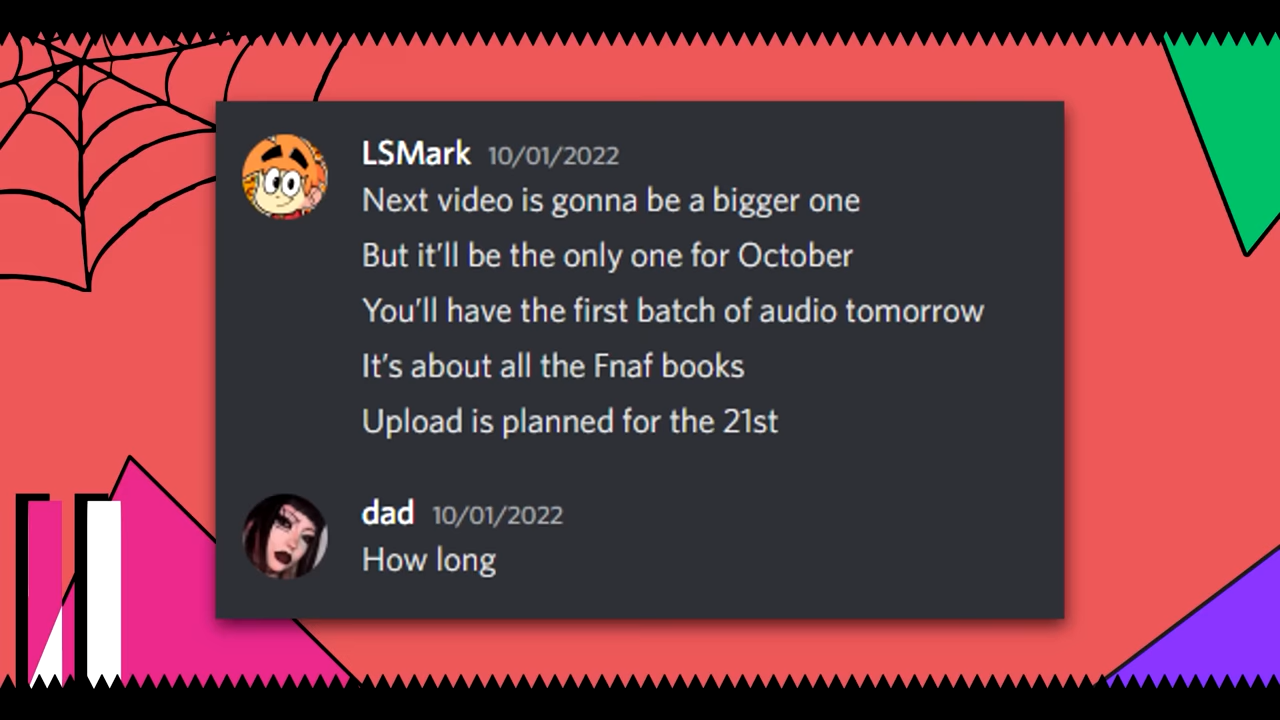 LSMark 10/01/2022
Next video is gonna be a bigger one
But it’ll be the only one for October
You’ll have the first batch of audio tomorrow
It’s about all the Fnaf books
Upload is planned for the 21st
dad 10/01/2022
How long